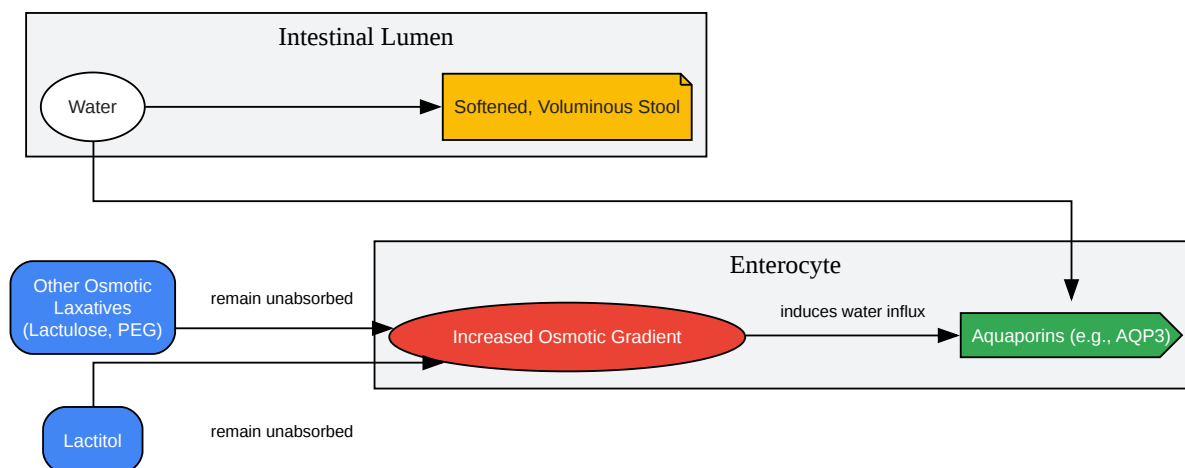 Intestinal Lumen
Water
Softened, Voluminous Stool
Enterocyte
Other Osmotic
Laxatives
(Lactulose, PEG)
remain unabsorbed
Increased Osmotic Gradient
induces water influx
Aquaporins (e.g., AQP3)
Lactitol
remain unabsorbed